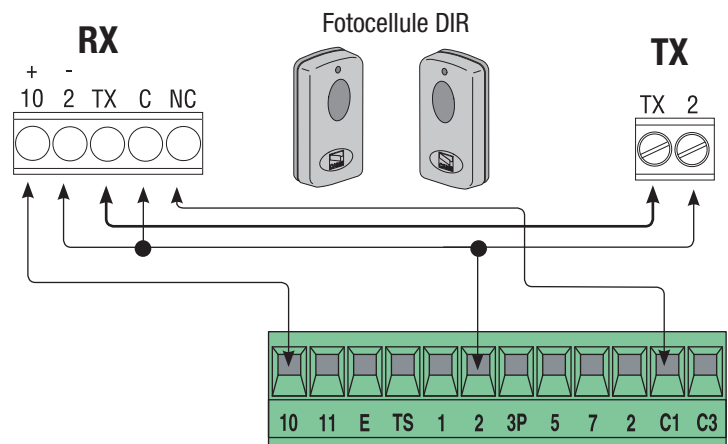 Fotocellule DIR
RX
TX
+ -
10 2 TX C NC
TX 2
10 11 E TS 1 2 3P 5 7 2 C1 C3